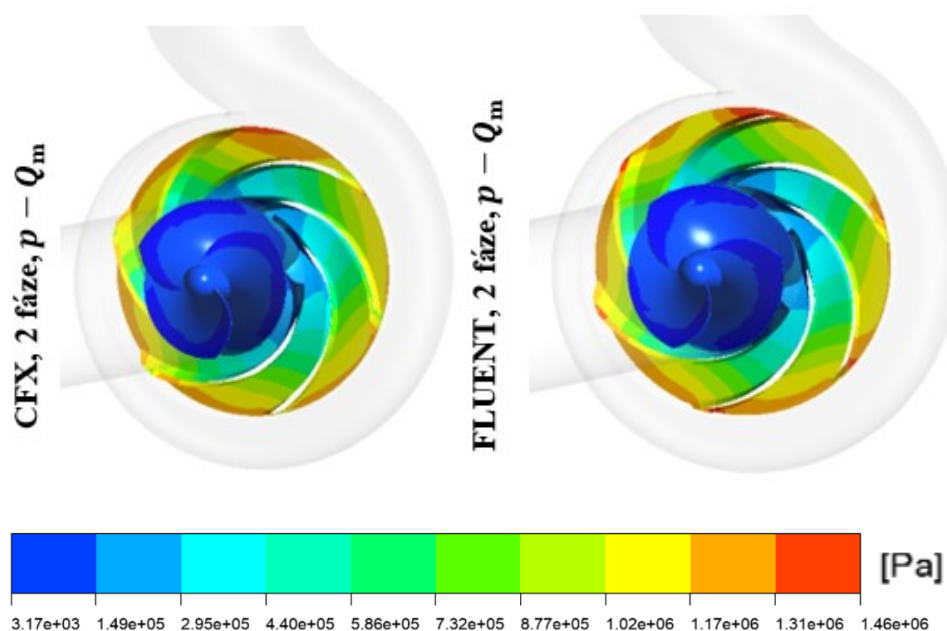 CFX, 2 fáze, p − Qm
FLUENT, 2 fáze, p − Qm
[Pa]
3.17e+03 1.49e+05 2.95e+05 4.40e+05 5.86e+05 7.32e+05 8.77e+05 1.02e+06 1.17e+06 1.31e+06 1.46e+06